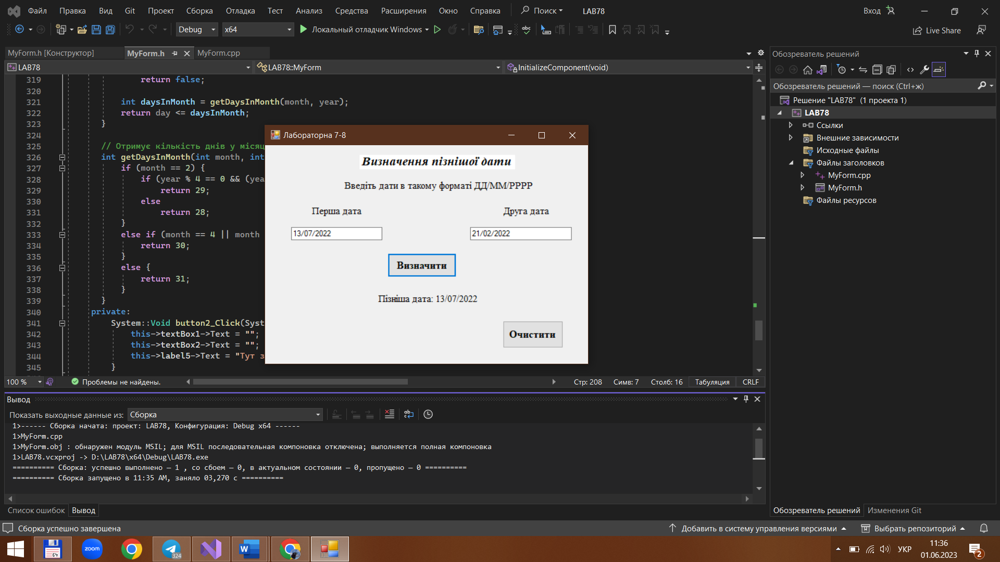 Файл Правка Вид Git Проект Сборка Отладка Тест Анализ Средства Расширения Окно Справка Поиск LAB78 Вход
Debug x64 Локальный отладчик Windows Live Share
MyForm.h [Конструктор] MyForm.h MyForm.cpp
LAB78 LAB78::MyForm InitializeComponent(void)
319 return false;
320
321 int daysInMonth = getDaysInMonth(month, year);
322 return day <= daysInMonth;
323 }
324
325 // Отримує кількість днів у місяц
326 int getDaysInMonth(int month, int
327 if (month == 2) {
328 if (year % 4 == 0 && (yea
329 return 29;
330 else
331 return 28;
332 }
333 else if (month == 4 || month
334 return 30;
335 }
336 else {
337 return 31;
338 }
339 }
340 private:
341 System::Void button2_Click(Syst
342 this->textBox1->Text = "";
343 this->textBox2->Text = "";
344 this->label5->Text = "Тут з
345 }
Лабораторна 7-8
Визначення пізнішої дати
Введіть дати в такому форматі ДД/ММ/РРРР
Перша дата Друга дата
13/07/2022 21/02/2022
Визначити
Пізніша дата: 13/07/2022
Очистити
100 % Проблемы не найдены. Стр: 208 Симв: 7 Столб: 16 Табуляция CRLF
Вывод
Показать выходные данные из: Сборка
1>------ Сборка начата: проект: LAB78, Конфигурация: Debug x64 ------
1>MyForm.cpp
1>MyForm.obj : обнаружен модуль MSIL; для MSIL последовательная компоновка отключена; выполняется полная компоновка
1>LAB78.vcxproj -> D:\LAB78\x64\Debug\LAB78.exe
========== Сборка: успешно выполнено — 1 , со сбоем — 0, в актуальном состоянии — 0, пропущено — 0 ==========
========== Сборка запущено в 11:35 AM, заняло 03,270 с ==========
Список ошибок Вывод
Обозреватель решений
Обозреватель решений — поиск (Ctrl+ж)
Решение "LAB78" (1 проекта 1)
LAB78
Ссылки
Внешние зависимости
Исходные файлы
Файлы заголовков
MyForm.cpp
MyForm.h
Файлы ресурсов
Обозреватель решений Изменения Git
Сборка успешно завершена Добавить в систему управления версиями Выбрать репозиторий
64 zoom 324 W УКР 11:36
01.06.2023 2